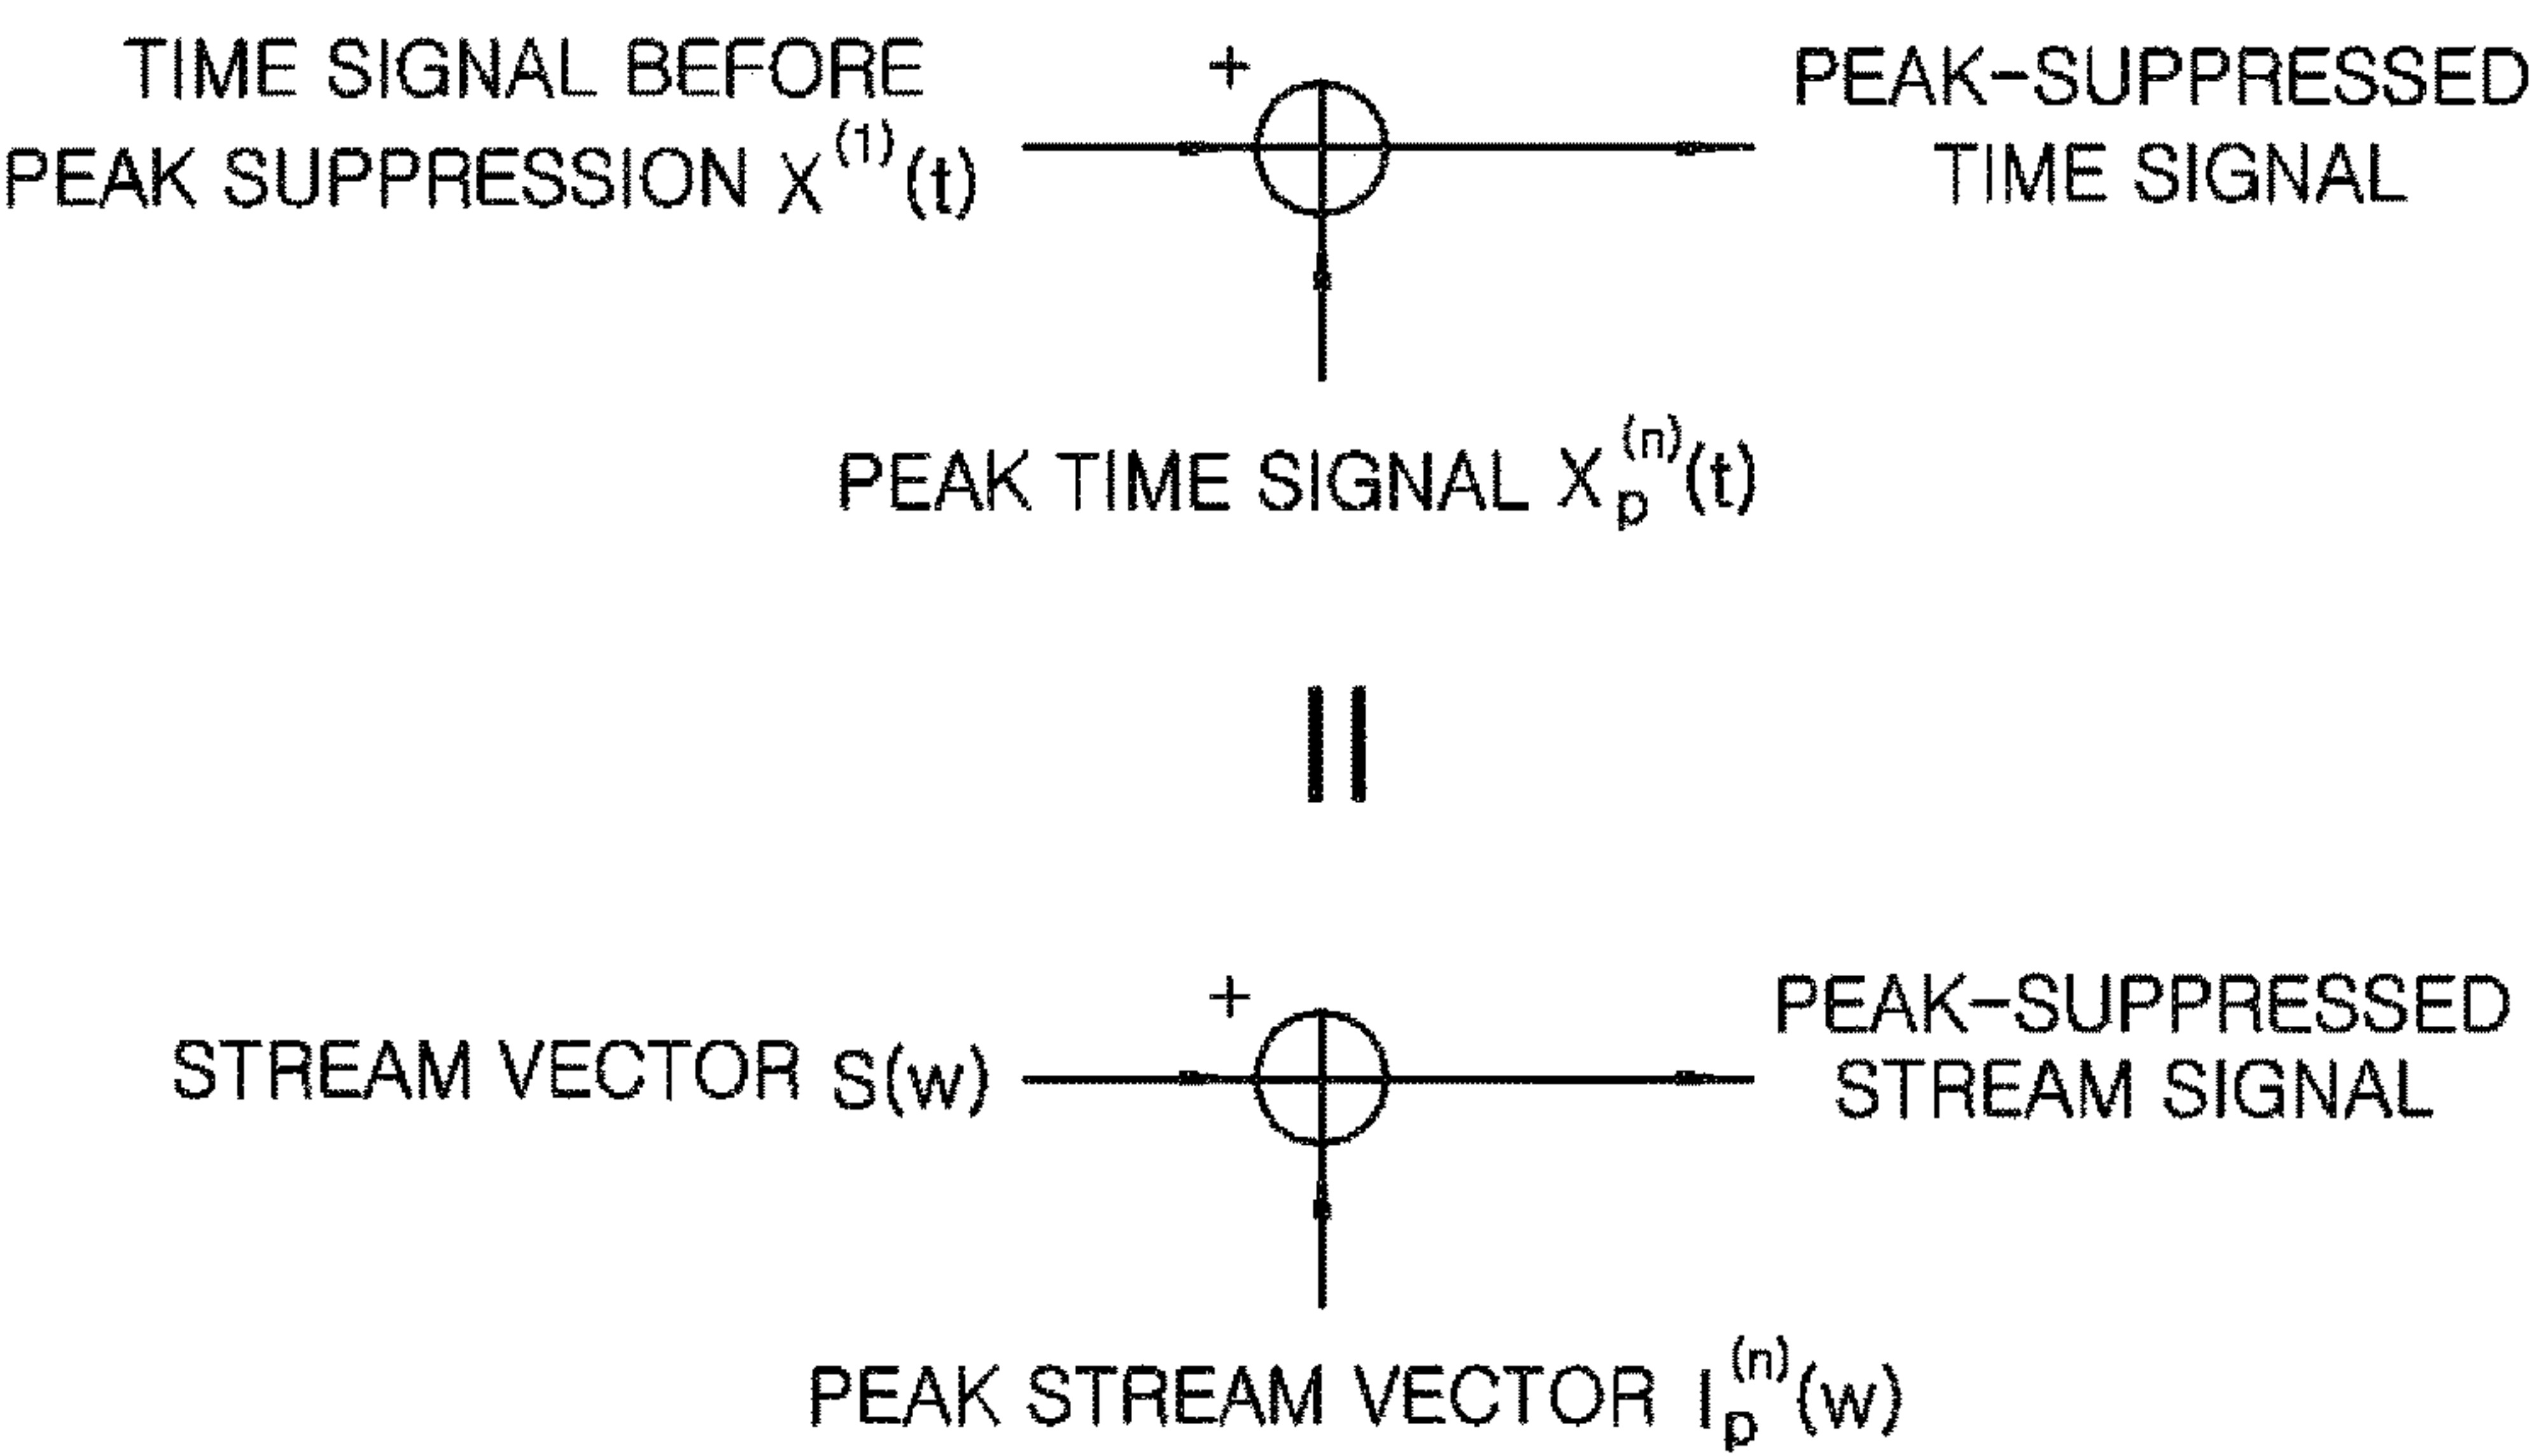 TIME SIGNAL BEFORE
PEAK SUPPRESSION X^(1)(t)
+
PEAK-SUPPRESSED
TIME SIGNAL
PEAK TIME SIGNAL X_p^(n)(t)
STREAM VECTOR S(w)
+
PEAK-SUPPRESSED
STREAM SIGNAL
PEAK STREAM VECTOR I_p^(n)(w)